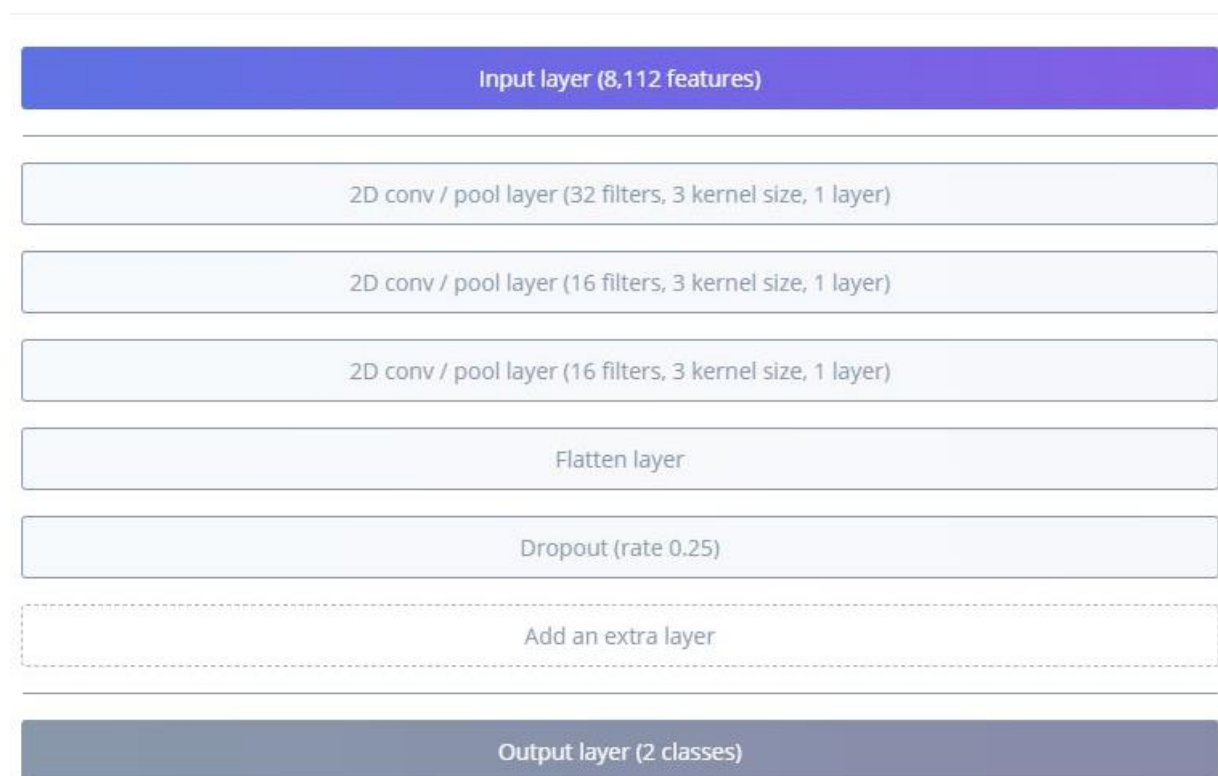 Input layer (8,112 features)
2D conv / pool layer (32 filters, 3 kernel size, 1 layer)
2D conv / pool layer (16 filters, 3 kernel size, 1 layer)
2D conv / pool layer (16 filters, 3 kernel size, 1 layer)
Flatten layer
Dropout (rate 0.25)
Add an extra layer
Output layer (2 classes)